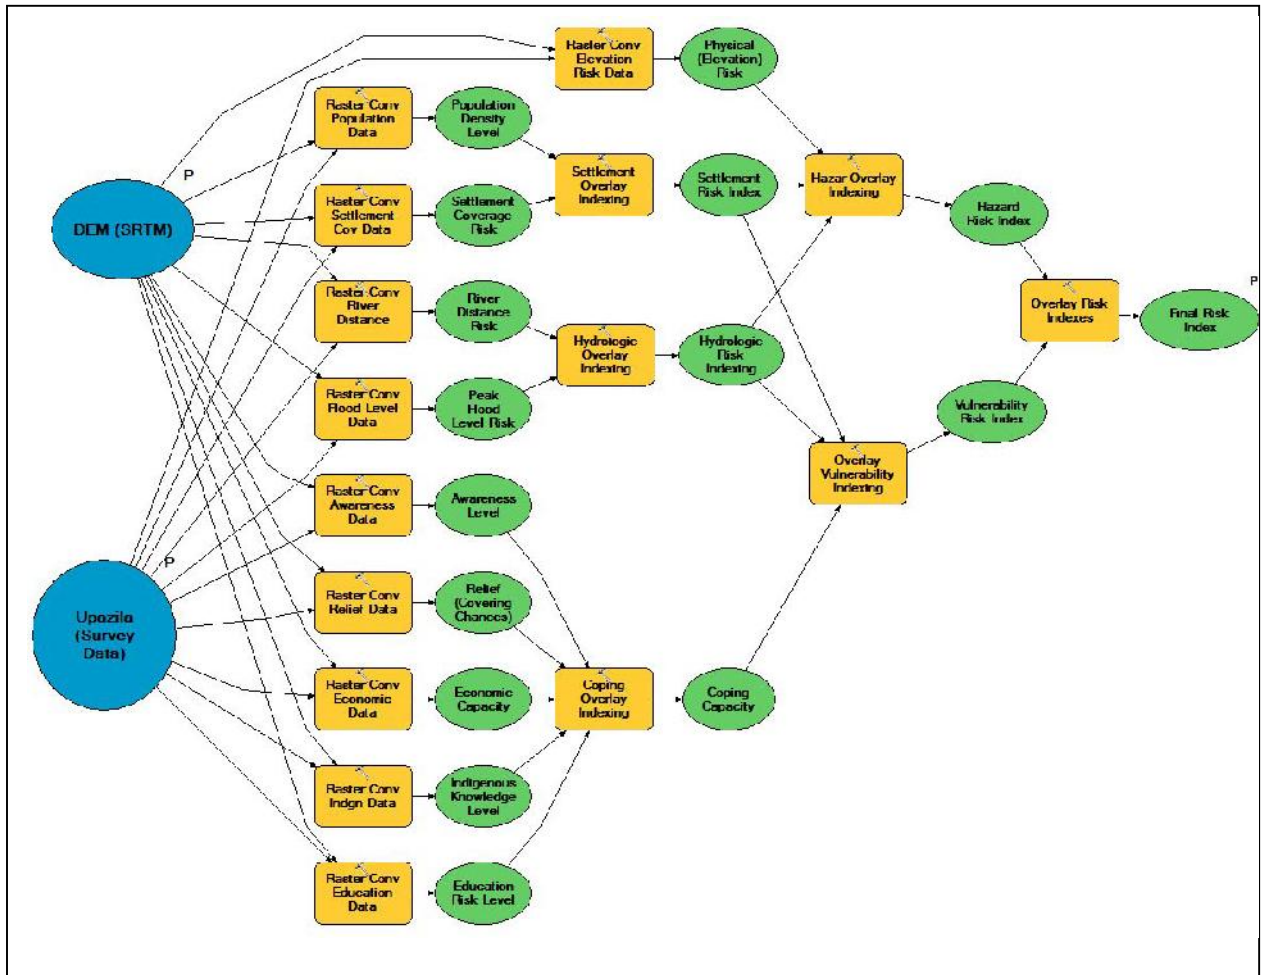 Raster Conv
Elevation
Risk Data
Physical
(Elevation)
Risk
Raster Conv
Population
Data
Population
Density
Level
P
Settlement
Overlay
Indexing
Settlement
Risk Index
Hazar Overlay
Indexing
Raster Conv
Settlement
Cov Data
Settlement
Coverage
Risk
Hazard
Risk Index
DEM (SRTM)
Raster Conv
River
Distance
River
Distance
Risk
P
Overlay Risk
Indexes
Final Risk
Index
Hydrologic
Overlay
Indexing
Hydrologic
Risk
Indexing
Raster Conv
Flood Level
Data
Peak
Flood
Level Risk
Vulnerability
Risk Index
Overlay
Vulnerability
Indexing
Raster Conv
Awareness
Data
Awareness
Level
P
Upazila
(Survey
Data)
Raster Conv
Relief Data
Relief
(Covering
Chances)
Raster Conv
Economic
Data
Economic
Capacity
Coping
Overlay
Indexing
Coping
Capacity
Raster Conv
Indgn Data
Indigenous
Knowledge
Level
Raster Conv
Education
Data
Education
Risk Level